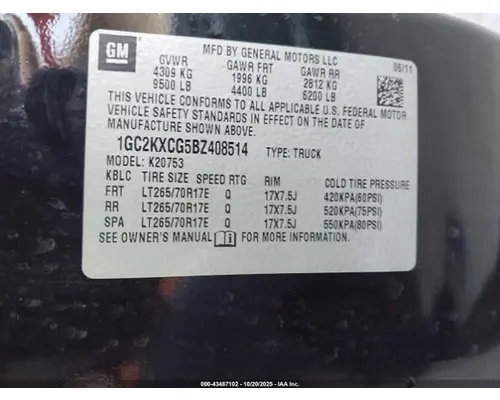 GM
MFD BY GENERAL MOTORS LLC
06/11
GVWR GAWR FRT GAWR RR
4309 KG 1996 KG 2812 KG
9500 LB 4400 LB 6200 LB
THIS VEHICLE CONFORMS TO ALL APPLICABLE U.S. FEDERAL MOTOR
VEHICLE SAFETY STANDARDS IN EFFECT ON THE DATE OF
MANUFACTURE SHOWN ABOVE.
1GC2KXCG5BZ408514 TYPE: TRUCK
MODEL: K20753
KBLC TIRE SIZE SPEED RTG RIM COLD TIRE PRESSURE
FRT LT265/70R17E Q 17X7.5J 420KPA(60PSI)
RR LT265/70R17E Q 17X7.5J 520KPA(75PSI)
SPA LT265/70R17E Q 17X7.5J 550KPA(80PSI)
SEE OWNER'S MANUAL FOR MORE INFORMATION.
000-43487102 - 10/20/2025 - IAA Inc.